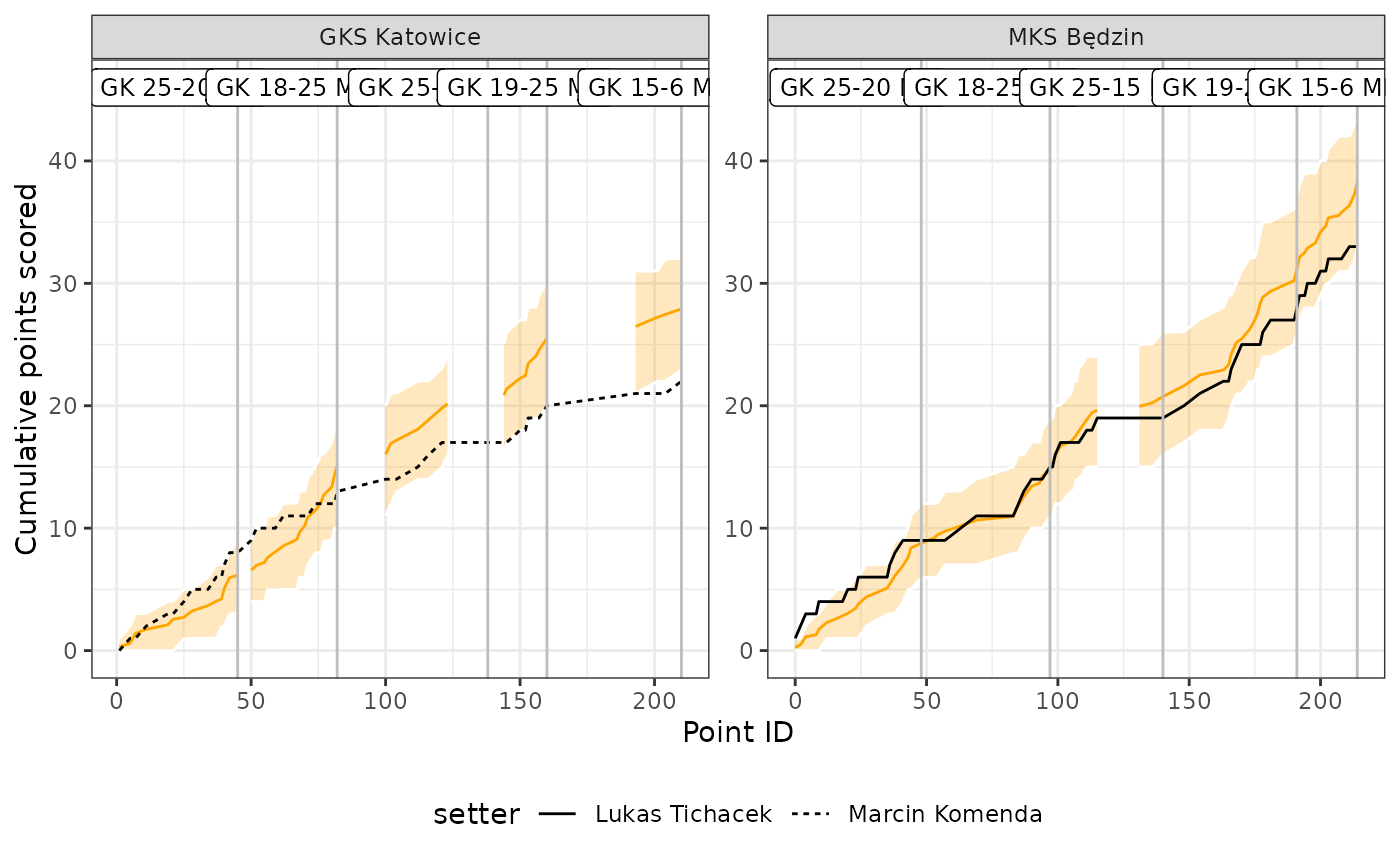 GKS Katowice
MKS Będzin
GK 25-20
GK 18-25 M
GK 25-
GK 19-25 M
GK 15-6 M
GK 25-20
GK 18-25
GK 25-15
GK 19-
GK 15-6 M
Cumulative points scored
40
30
20
10
0
40
30
20
10
0
0 50 100 150 200
0 50 100 150 200
Point ID
setter Lukas Tichacek Marcin Komenda